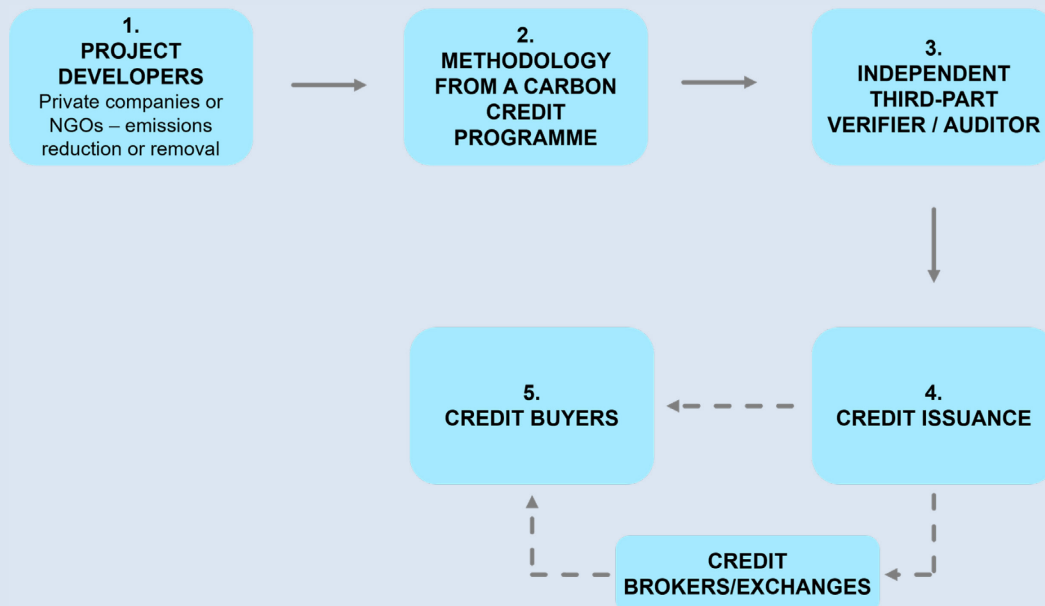 1.
PROJECT
DEVELOPERS
Private companies or
NGOs – emissions
reduction or removal
2.
METHODOLOGY
FROM A CARBON
CREDIT
PROGRAMME
3.
INDEPENDENT
THIRD-PART
VERIFIER / AUDITOR
5.
CREDIT BUYERS
4.
CREDIT ISSUANCE
CREDIT
BROKERS/EXCHANGES